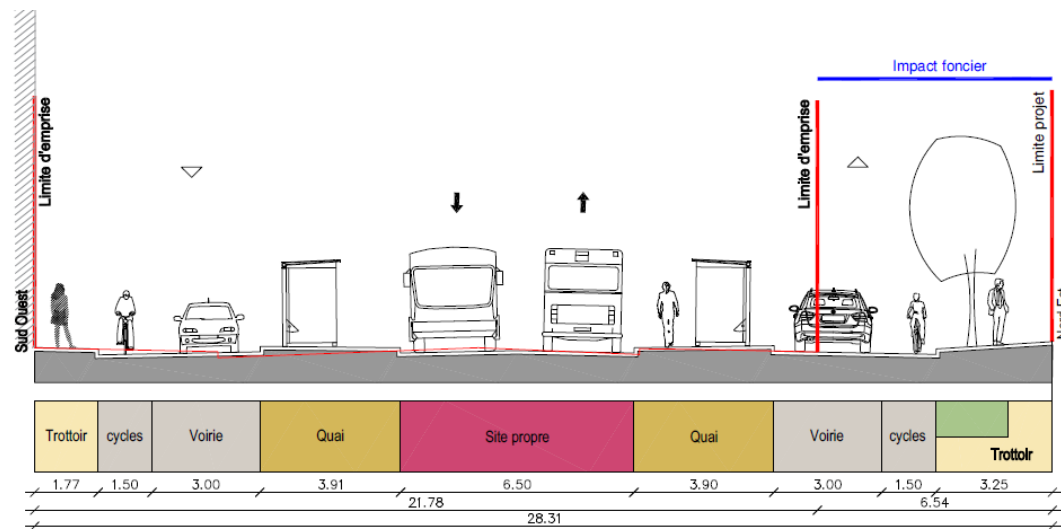 Impact foncier
Limite d'emprise
Limite d'emprise
Limite projet
Sud Ouest
Trottoir
cycles
Voirie
Quai
Site propre
Quai
Voirie
cycles
Trottoir
1.77
1.50
3.00
3.91
6.50
3.90
3.00
1.50
3.25
21.78
6.54
28.31